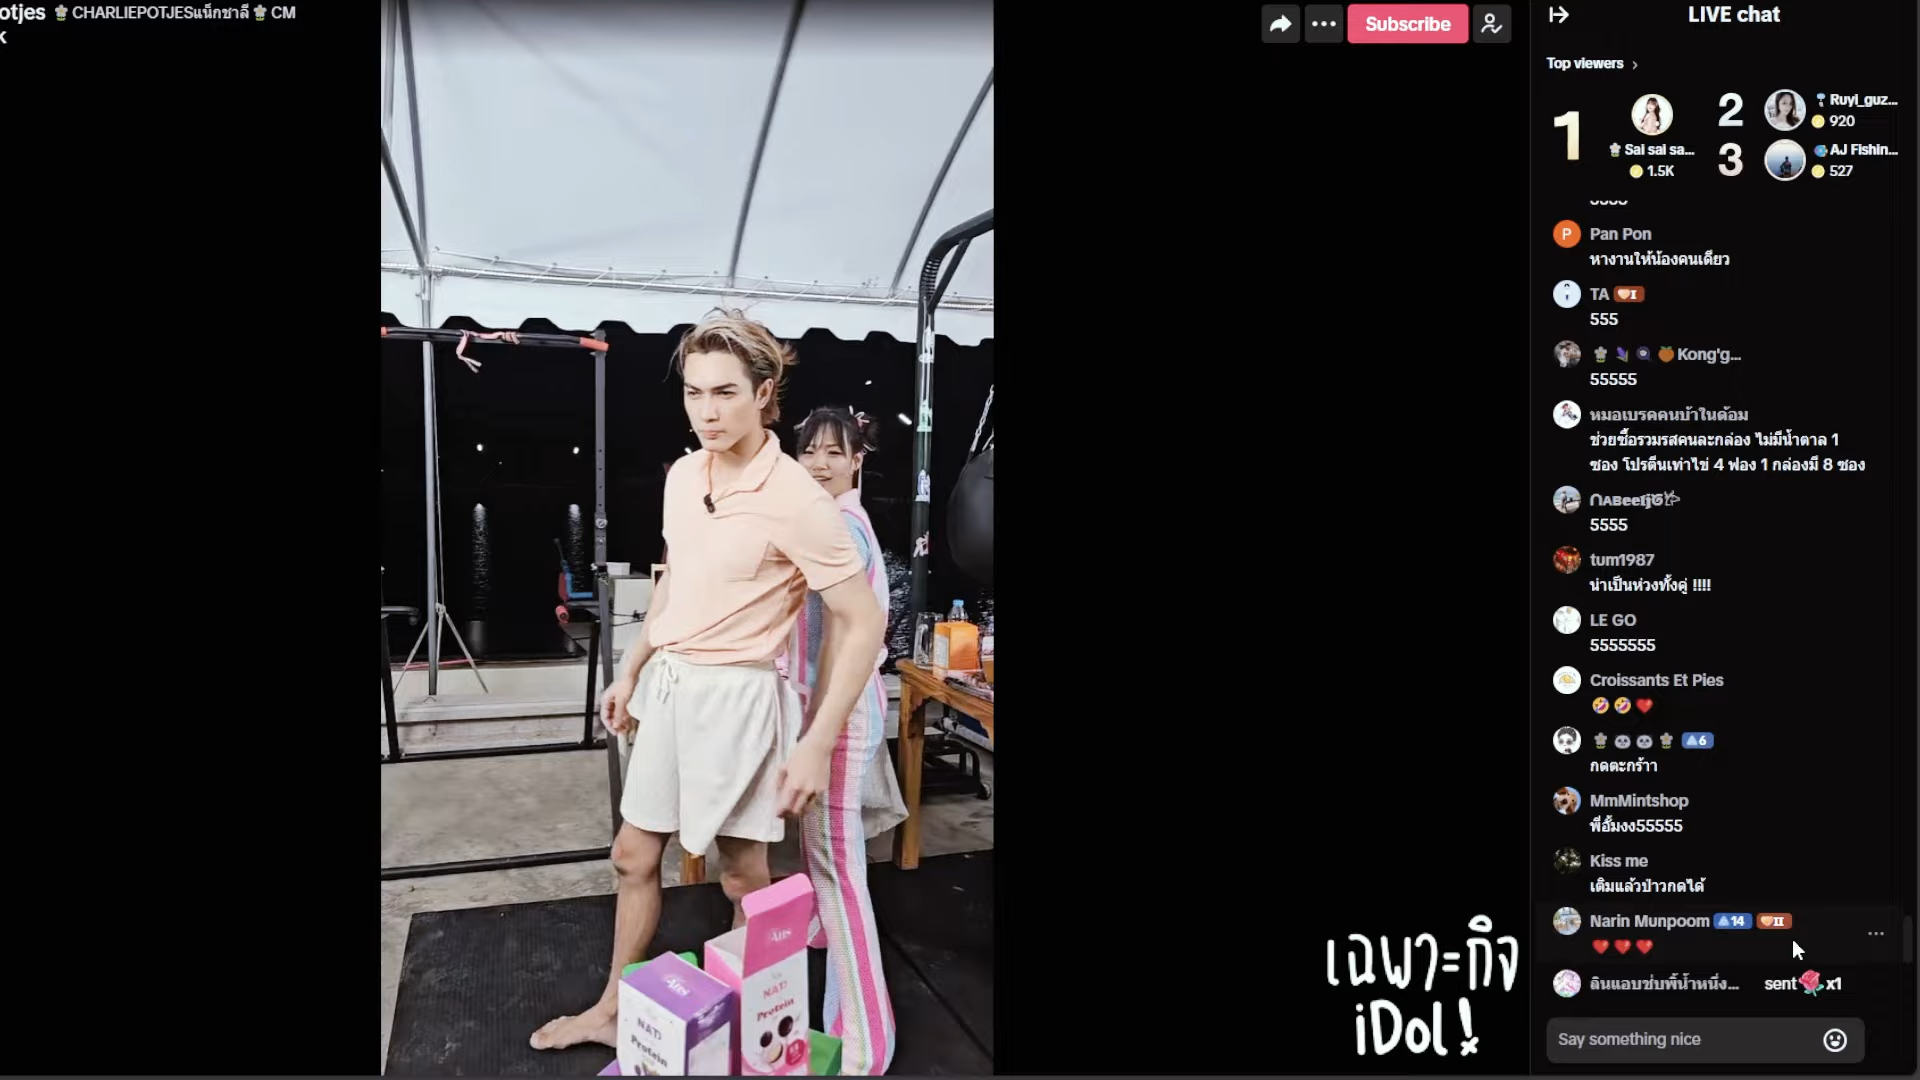 otjes CHARLIEPOTJESแน็กชาลี CM
k
Subscribe
LIVE chat
Top viewers
1
Sai sai sa...
1.5K
2
Ruyi_guz...
920
3
AJ Fishin...
527
5555
P
Pan Pon
หางานให้น้องคนเดียว
TA I
555
Kong'g...
55555
หมอเบรคคนบ้าในด้อม
ช่วยซื้อรวมรสคนละกล่อง ไม่มีน้ำตาล 1
ซอง โปรตีนเท่าไข่ 4 ฟอง 1 กล่องมี 8 ซอง
5555
tum1987
น่าเป็นห่วงทั้งคู่ !!!!
LE GO
5555555
Croissants Et Pies
6
กดตะกร้าา
MmMintshop
พี่อั้มงง55555
Kiss me
เติมแล้วป่าวกดได้
Narin Munpoom 14 II
sent x1
Say something nice
เฉพาะกิจ
iDol!
NATJ
Protein
NATJ
Protein